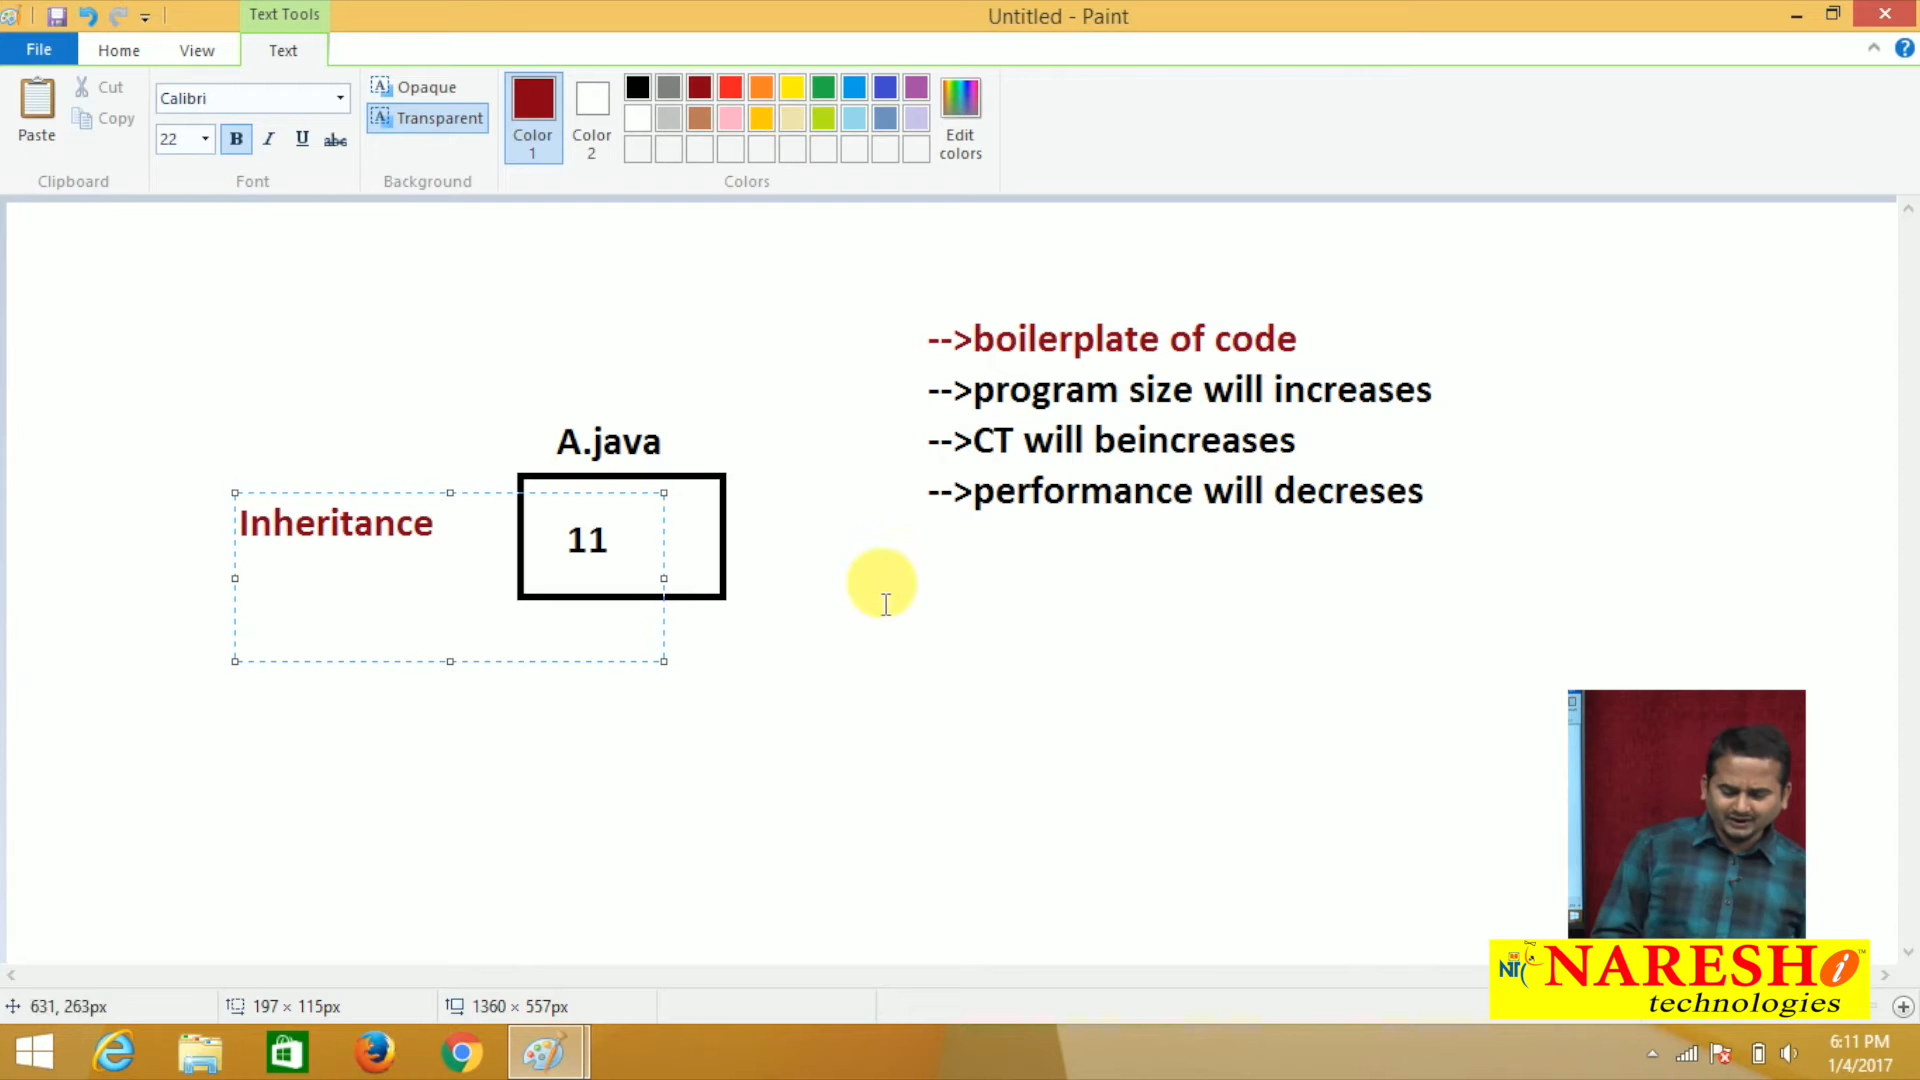 Text Tools
Untitled - Paint
File
Home
View
Text
Paste
Cut
Copy
Clipboard
Calibri
22
B
I
U
abc
Font
A Opaque
A Transparent
Background
Color
1
Color
2
Edit
colors
Colors
-->boilerplate of code
-->program size will increases
-->CT will beincreases
-->performance will decreses
A.java
Inheritance
11
631, 263px
197 × 115px
1360 × 557px
NT
NARESH i
technologies
6:11 PM
1/4/2017